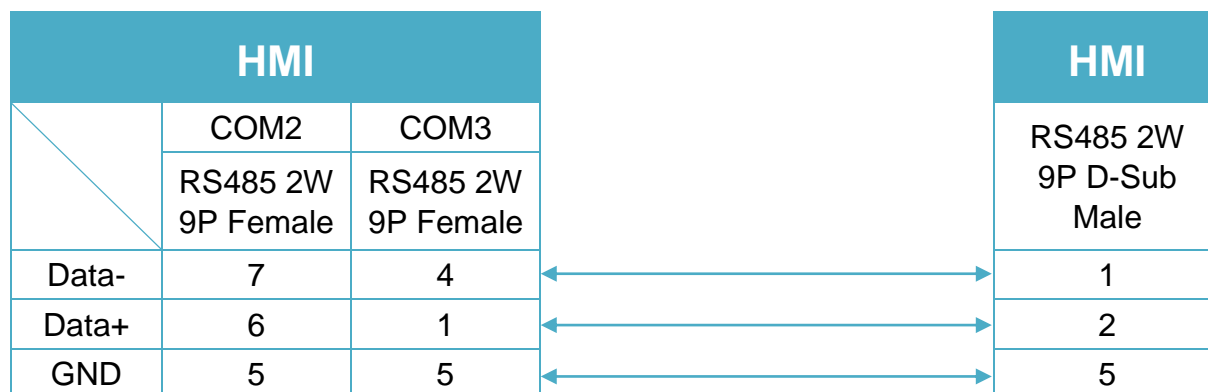 HMI HMI
COM2 COM3
RS485 2W
9P Female
RS485 2W
9P Female
RS485 2W
9P D-Sub
Male
Data- 7 4 1
Data+ 6 1 2
GND 5 5 5